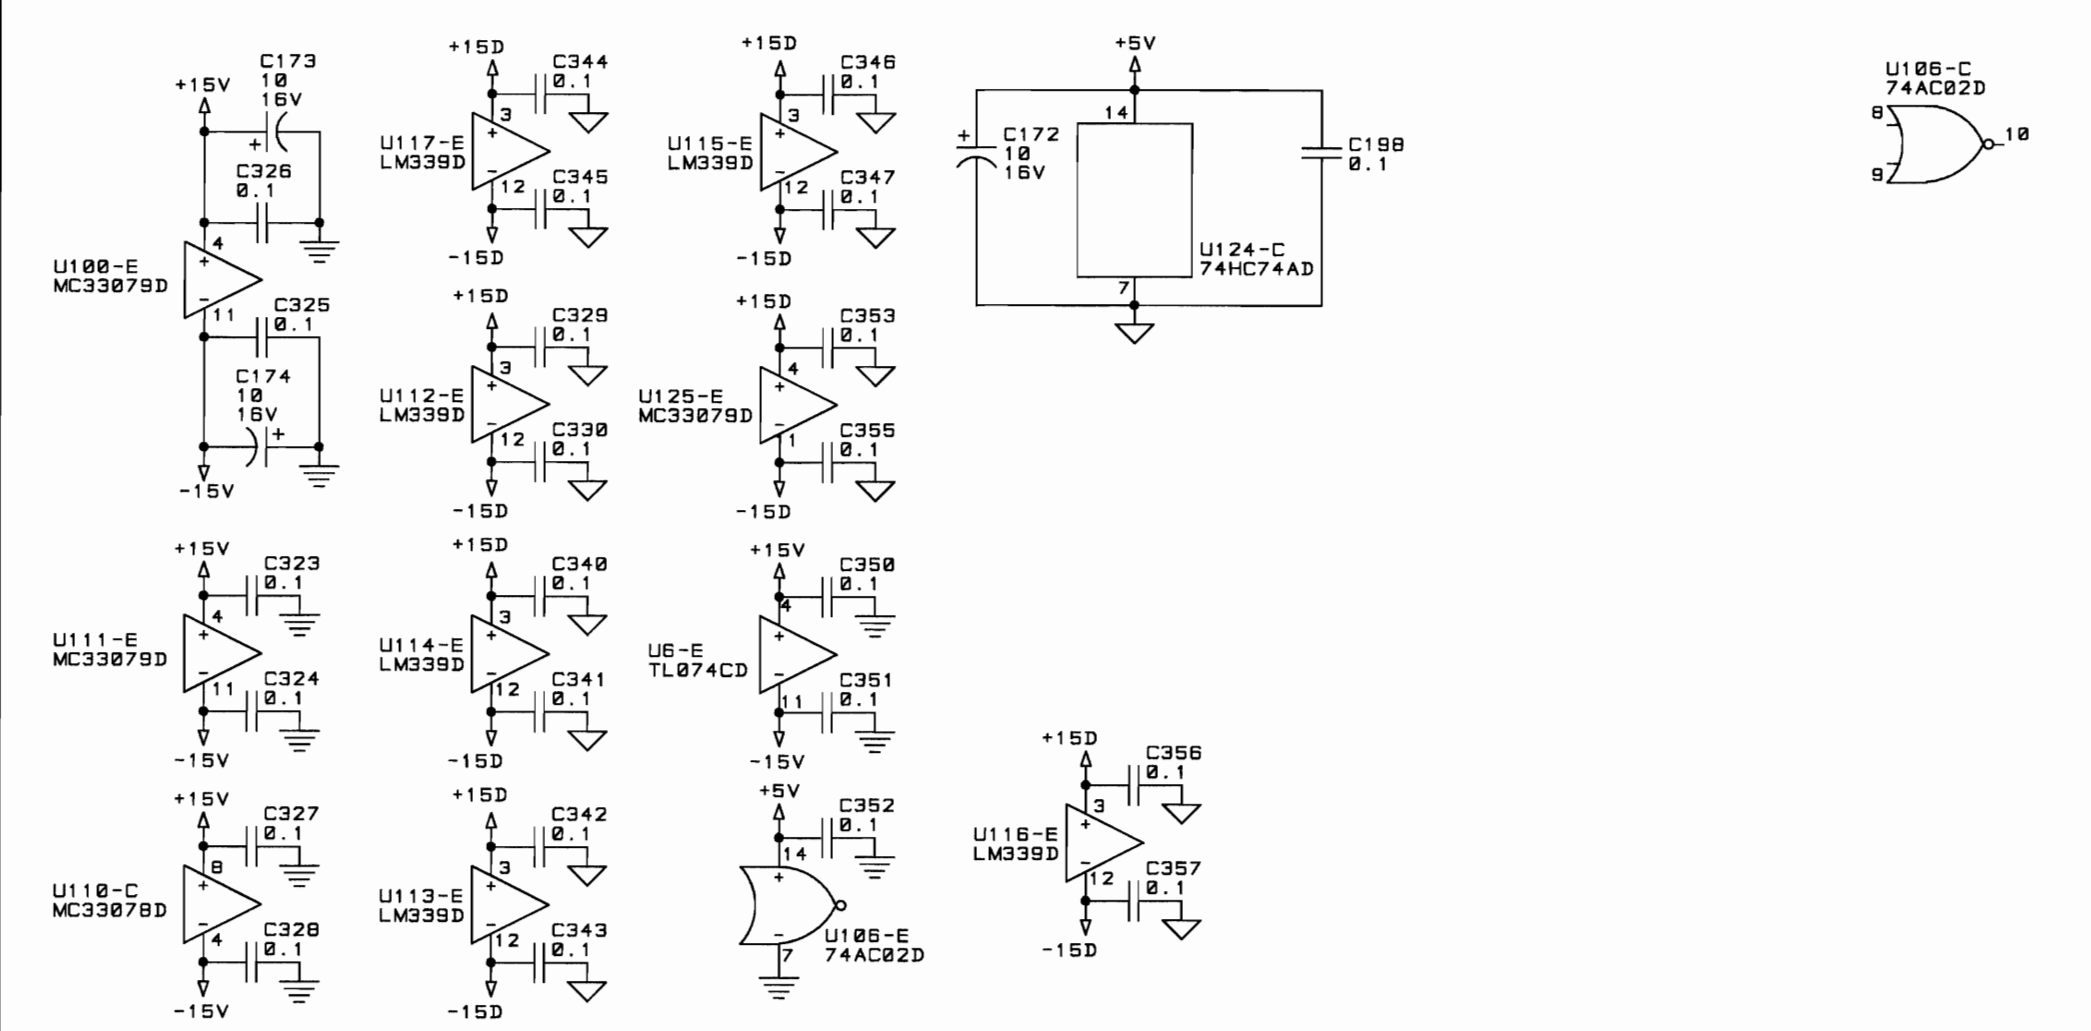 +15V
C173
10
16V
+
C326
0.1
4
+
U100-E
MC33079D
-
11
C325
0.1
C174
10
16V
+
-15V
+15V
C323
0.1
4
+
U111-E
MC33079D
-
11
C324
0.1
-15V
+15V
C327
0.1
8
+
U110-C
MC33078D
-
4
C328
0.1
-15V
+15D
C344
0.1
3
+
U117-E
LM339D
-
12
C345
0.1
-15D
+15D
C329
0.1
3
+
U112-E
LM339D
-
12
C330
0.1
-15D
+15D
C340
0.1
3
+
U114-E
LM339D
-
12
C341
0.1
-15D
+15D
C342
0.1
3
+
U113-E
LM339D
-
12
C343
0.1
-15D
+15D
C346
0.1
3
+
U115-E
LM339D
-
12
C347
0.1
-15D
+15D
C353
0.1
4
+
U125-E
MC33079D
-
11
C355
0.1
-15D
+15V
C350
0.1
4
+
U6-E
TL074CD
-
11
C351
0.1
-15V
+5V
C352
0.1
14
+
-
U106-E
74AC02D
7
+5V
14
+
C172
10
16V
C198
0.1
U124-C
74HC74AD
7
+15D
C356
0.1
3
+
U116-E
LM339D
-
12
C357
0.1
-15D
U106-C
74AC02D
8
10
9